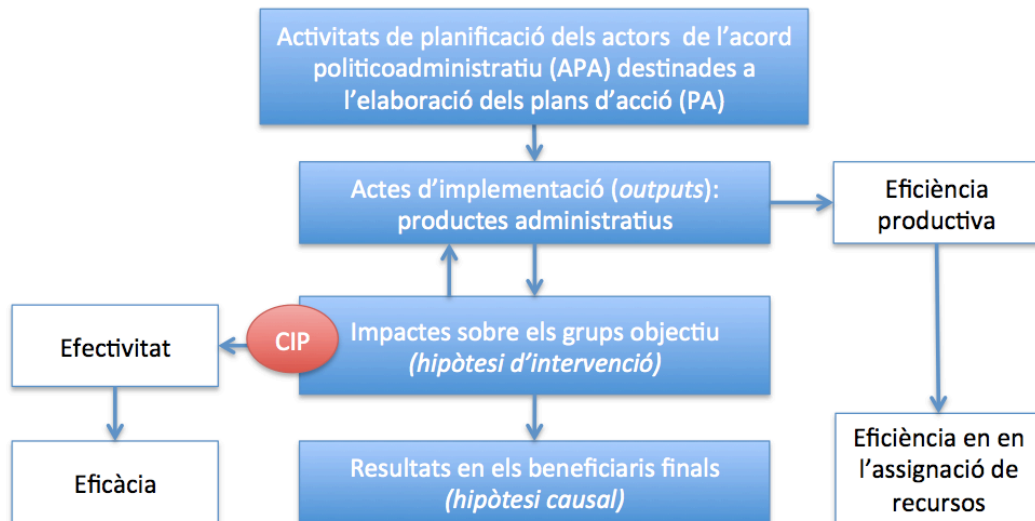 Activitats de planificació dels actors de l'acord
politicoadministratiu (APA) destinades a
l'elaboració dels plans d'acció (PA)
Actes d'implementació (outputs):
productes administratius
Eficiència
productiva
Efectivitat
CIP
Impactes sobre els grups objectiu
(hipòtesi d'intervenció)
Eficàcia
Resultats en els beneficiaris finals
(hipòtesi causal)
Eficiència en en
l'assignació de
recursos